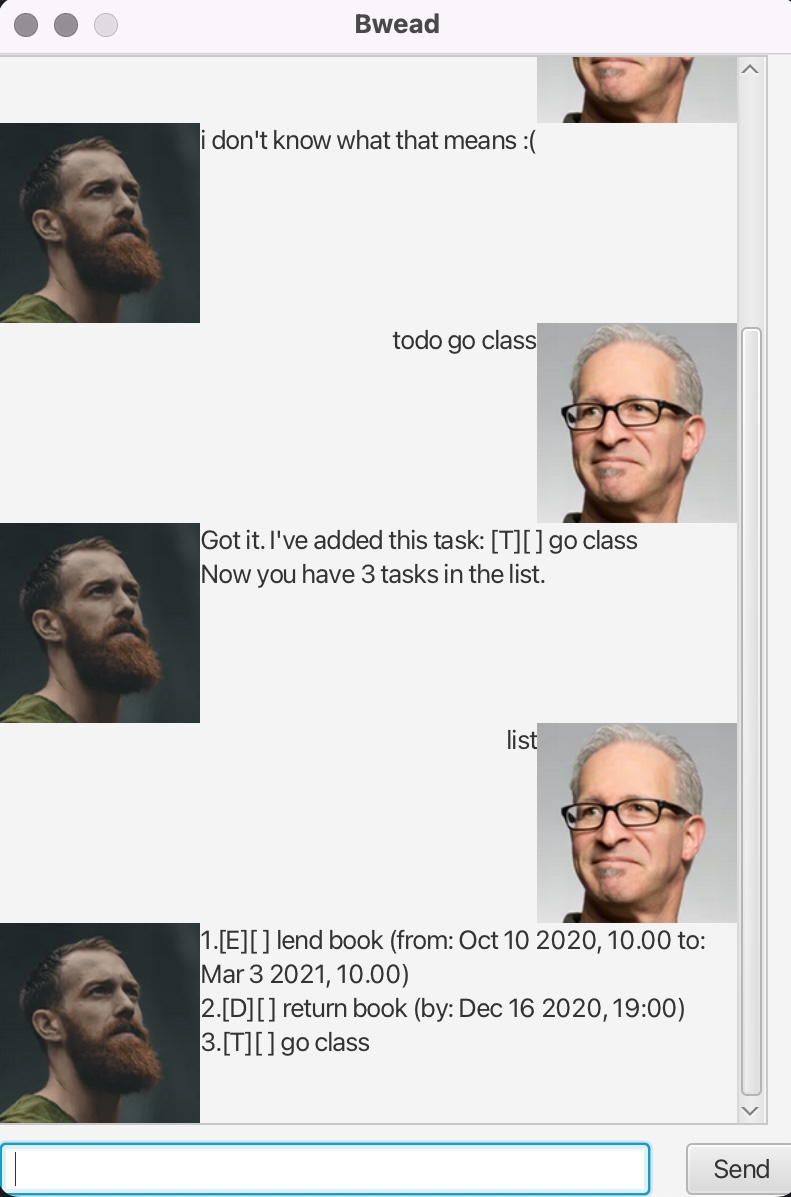 Bwead
i don't know what that means :(
todo go class
Got it. I've added this task: [T][ ] go class
Now you have 3 tasks in the list.
list
1.[E][ ] lend book (from: Oct 10 2020, 10.00 to:
Mar 3 2021, 10.00)
2.[D][ ] return book (by: Dec 16 2020, 19:00)
3.[T][ ] go class
Send